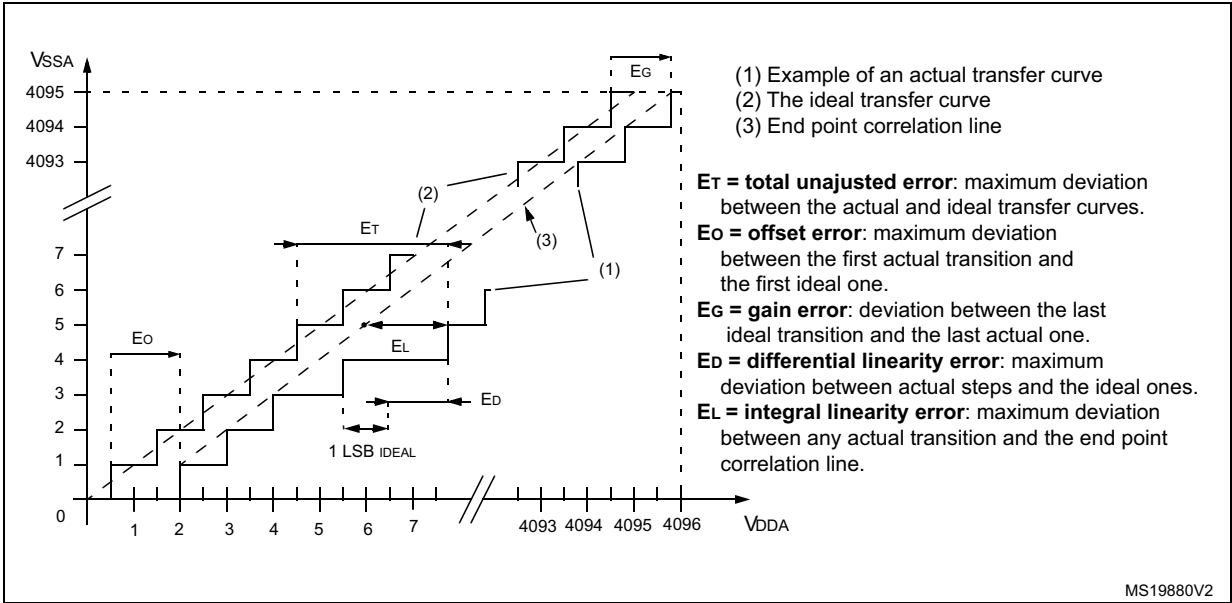 VSSA
EG
4095
4094
4093
(1) Example of an actual transfer curve
(2) The ideal transfer curve
(3) End point correlation line
ET = total unajusted error: maximum deviation
between the actual and ideal transfer curves.
EO = offset error: maximum deviation
between the first actual transition and
the first ideal one.
EG = gain error: deviation between the last
ideal transition and the last actual one.
ED = differential linearity error: maximum
deviation between actual steps and the ideal ones.
EL = integral linearity error: maximum deviation
between any actual transition and the end point
correlation line.
(2)
ET
(3)
(1)
7
6
5
4
3
2
1
0
EO
EL
ED
1 LSB IDEAL
1 2 3 4 5 6 7 4093 4094 4095 4096
VDDA
MS19880V2